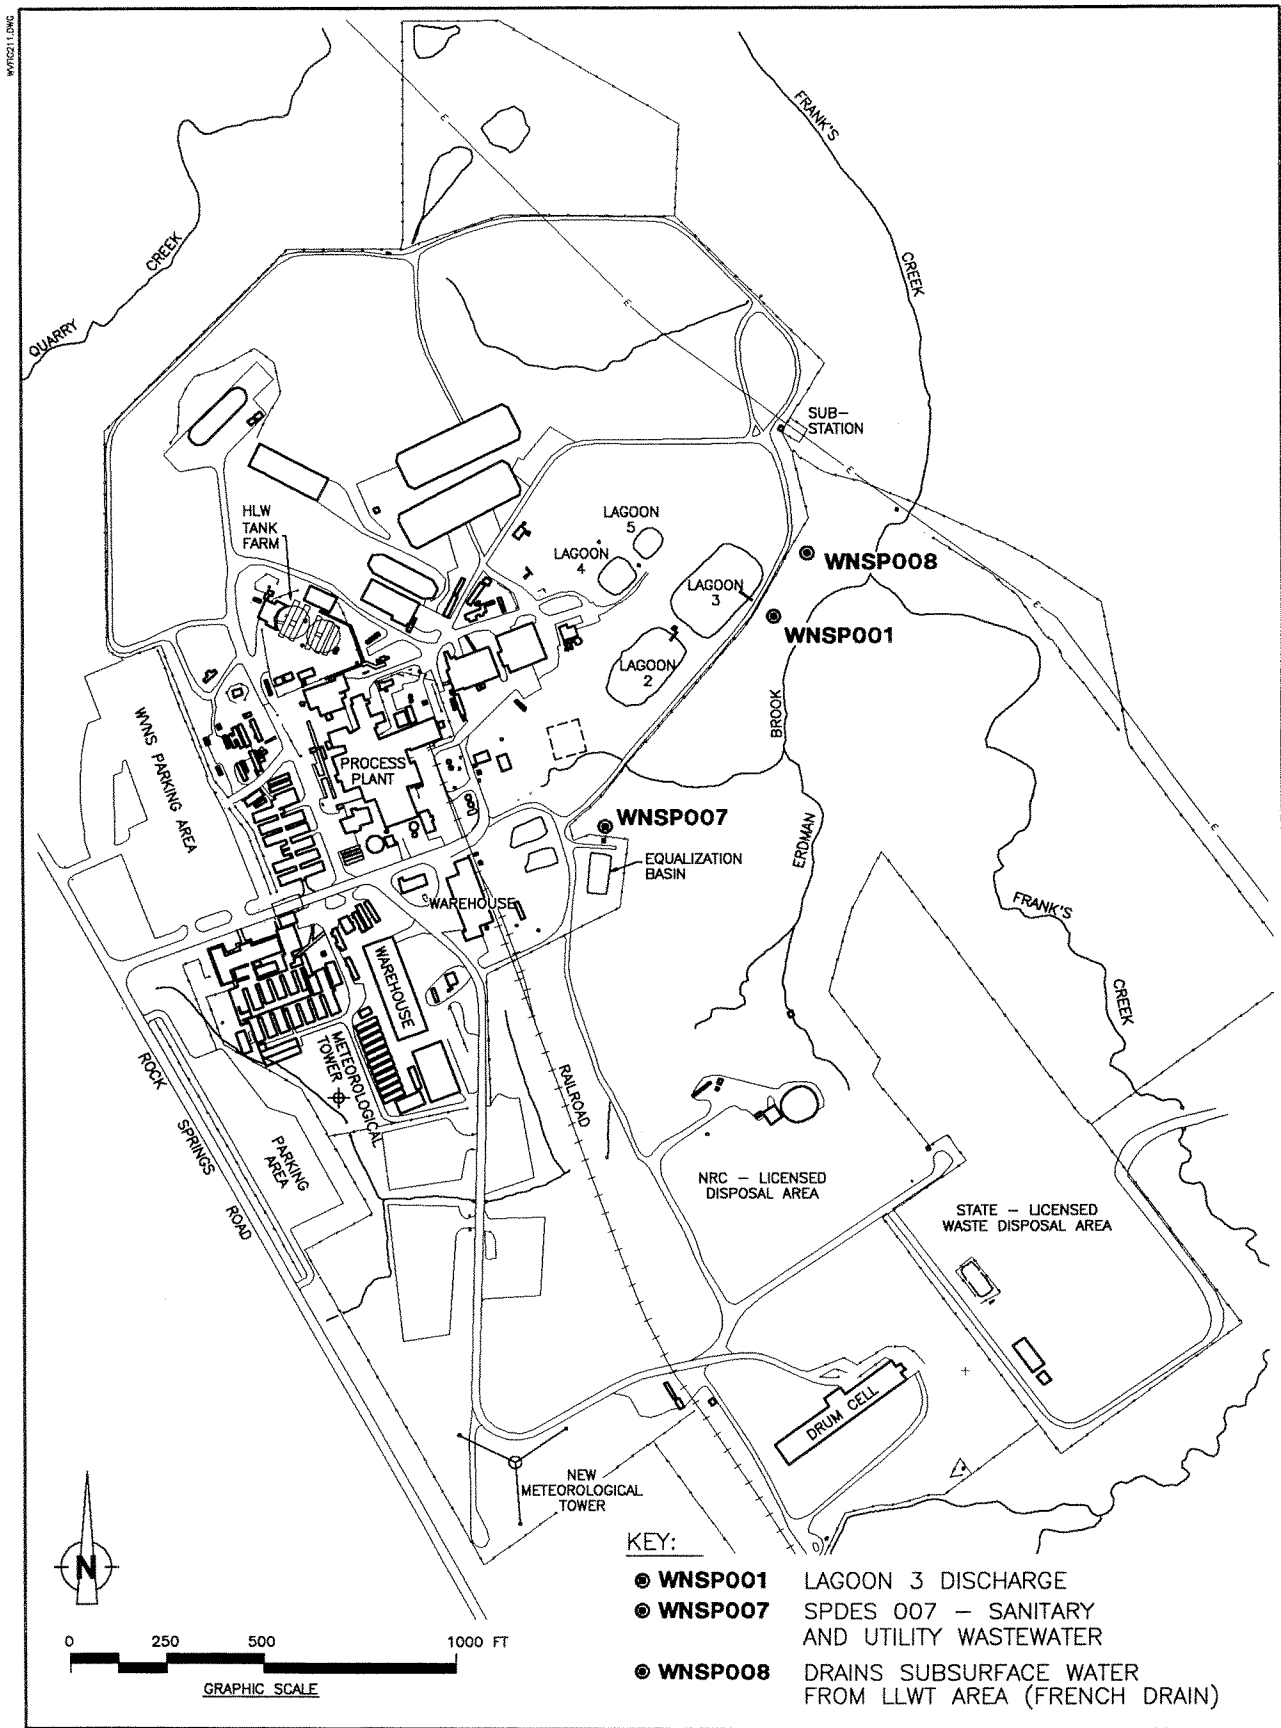 WVRC211.DWG
FRANK'S
CREEK
CREEK
QUARRY
E
E
E
SUB-
STATION
HLW
TANK
FARM
LAGOON
5
LAGOON
4
LAGOON
3
LAGOON
2
WNSP008
WNSP001
E
BROOK
WVNS PARKING AREA
PROCESS
PLANT
WNSP007
ERDMAN
E
EQUALIZATION
BASIN
WAREHOUSE
FRANK'S
CREEK
WAREHOUSE
METEOROLOGICAL
TOWER
ROCK
SPRINGS
ROAD
RAILROAD
PARKING
AREA
NRC - LICENSED
DISPOSAL AREA
STATE - LICENSED
WASTE DISPOSAL AREA
DRUM CELL
NEW
METEOROLOGICAL
TOWER
N
KEY:
WNSP001 LAGOON 3 DISCHARGE
WNSP007 SPDES 007 - SANITARY
AND UTILITY WASTEWATER
WNSP008 DRAINS SUBSURFACE WATER
FROM LLWT AREA (FRENCH DRAIN)
0 250 500 1000 FT
GRAPHIC SCALE